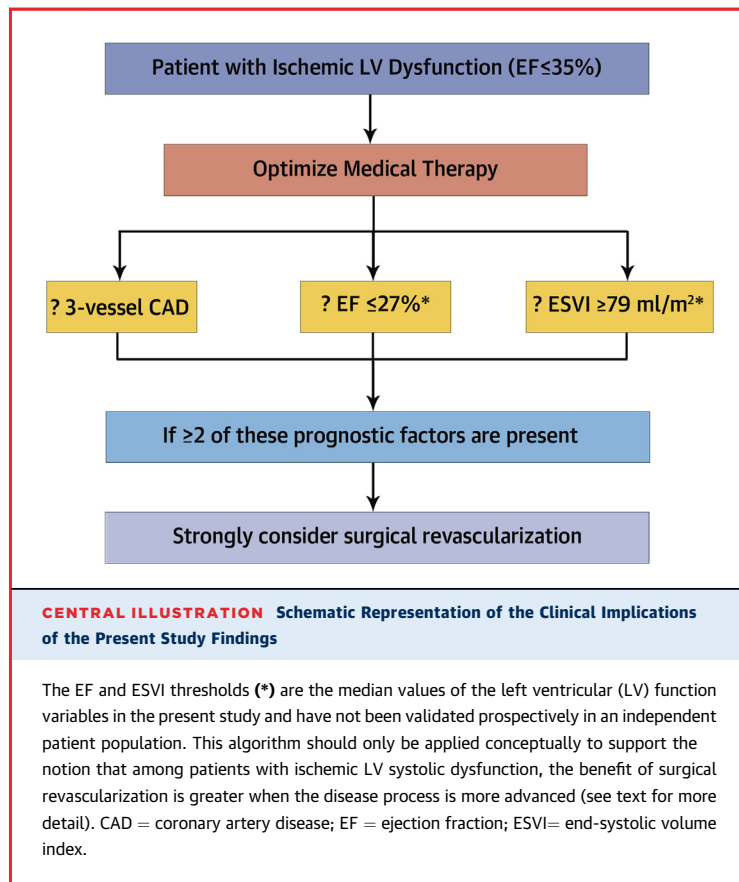 Patient with Ischemic LV Dysfunction (EF≤35%)
Optimize Medical Therapy
? 3-vessel CAD
? EF ≤27%*
? ESVI ≥79 ml/m²*
If ≥2 of these prognostic factors are present
Strongly consider surgical revascularization
CENTRAL ILLUSTRATION Schematic Representation of the Clinical Implications
of the Present Study Findings
The EF and ESVI thresholds (*) are the median values of the left ventricular (LV) function
variables in the present study and have not been validated prospectively in an independent
patient population. This algorithm should only be applied conceptually to support the
notion that among patients with ischemic LV systolic dysfunction, the benefit of surgical
revascularization is greater when the disease process is more advanced (see text for more
detail). CAD = coronary artery disease; EF = ejection fraction; ESVI= end-systolic volume
index.